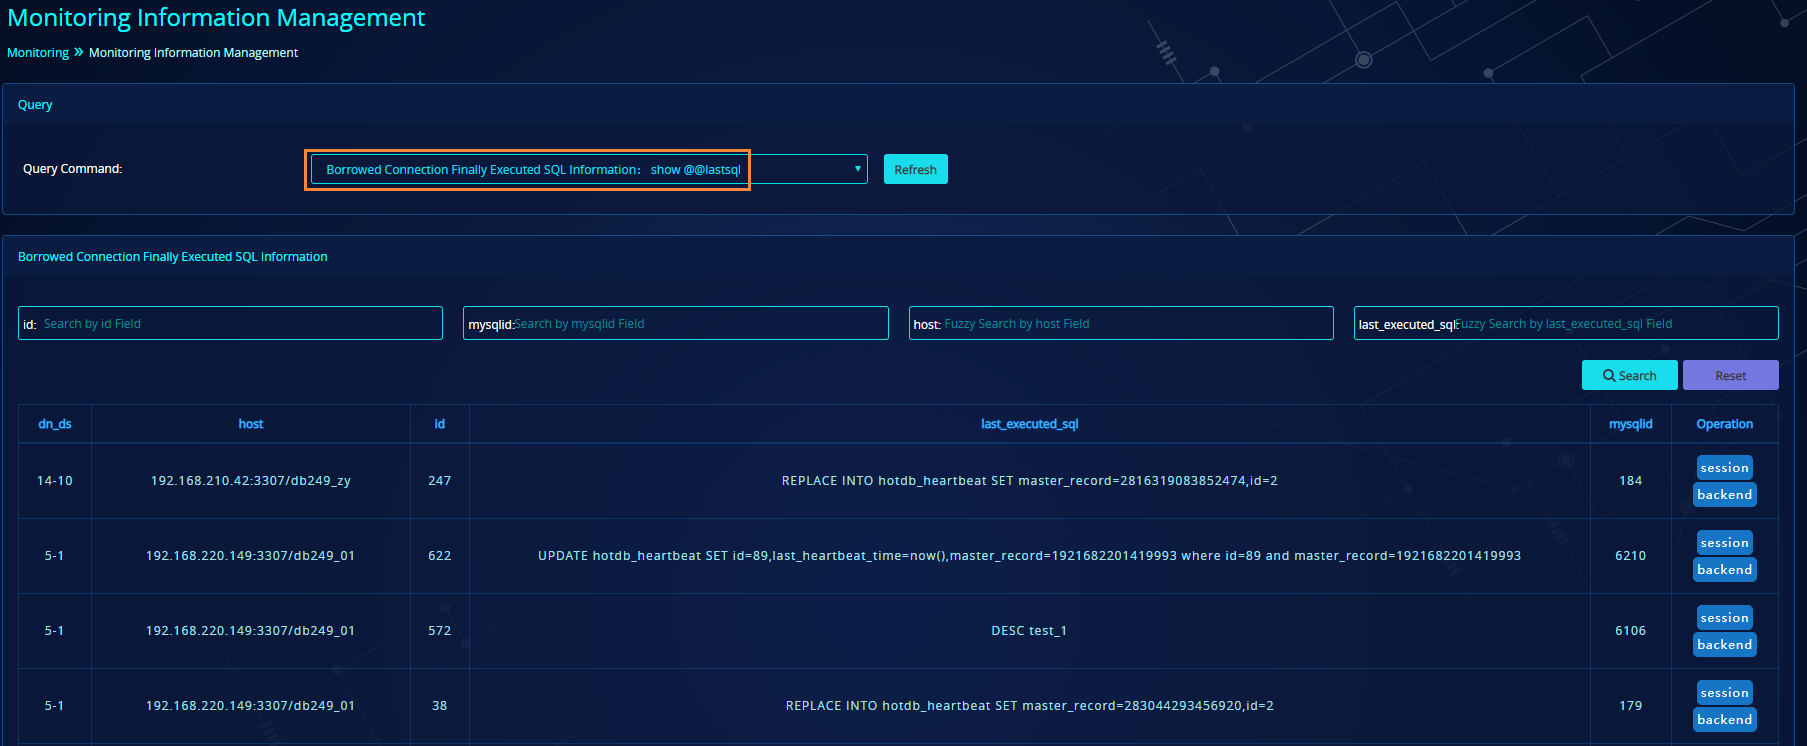 Monitoring Information Management
Monitoring » Monitoring Information Management
Query
Query Command:
Borrowed Connection Finally Executed SQL Information: show @@lastsql
Refresh
Borrowed Connection Finally Executed SQL Information
id: Search by id Field
mysqlid: Search by mysqlid Field
host: Fuzzy Search by host Field
last_executed_sql: Fuzzy Search by last_executed_sql Field
Search Reset
dn_ds host id last_executed_sql mysqlid Operation
14-10 192.168.210.42:3307/db249_zy 247 REPLACE INTO hotdb_heartbeat SET master_record=2816319083852474,id=2 184 session
backend
5-1 192.168.220.149:3307/db249_01 622 UPDATE hotdb_heartbeat SET id=89,last_heartbeat_time=now(),master_record=1921682201419993 where id=89 and master_record=1921682201419993 6210 session
backend
5-1 192.168.220.149:3307/db249_01 572 DESC test_1 6106 session
backend
5-1 192.168.220.149:3307/db249_01 38 REPLACE INTO hotdb_heartbeat SET master_record=283044293456920,id=2 179 session
backend